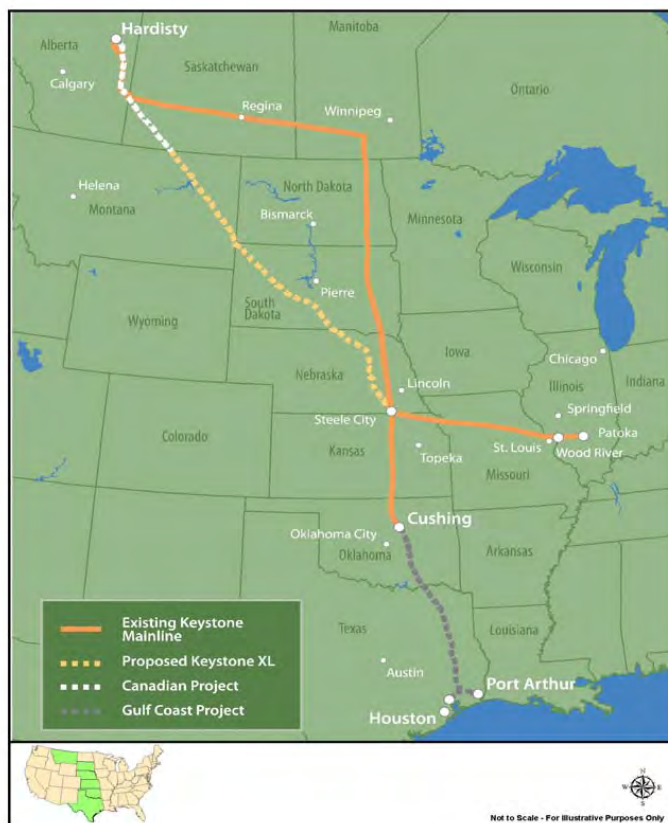 Hardisty
Alberta
Manitoba
Saskatchewan
Calgary
Regina
Winnipeg
Ontario
Helena
Montana
North Dakota
Bismarck
Minnesota
Wisconsin
Pierre
South
Dakota
Wyoming
Iowa
Chicago
Nebraska
Lincoln
Illinois
Indiana
Steele City
Springfield
Colorado
Kansas
Topeka
St. Louis
Patoka
Wood River
Missouri
Cushing
Oklahoma City
Oklahoma
Arkansas
Existing Keystone
Mainline
Proposed Keystone XL
Canadian Project
Gulf Coast Project
Texas
Louisiana
Austin
Port Arthur
Houston
N
W
E
S
Not to Scale - For Illustrative Purposes Only